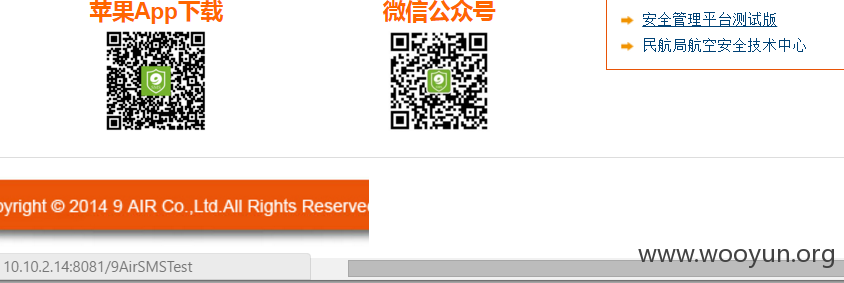 苹果App下载
微信公众号
安全管理平台测试版
民航局航空安全技术中心
pyright © 2014 9 AIR Co.,Ltd.All Rights Reserved
www.wooyun.org
10.10.2.14:8081/9AirSMSTest